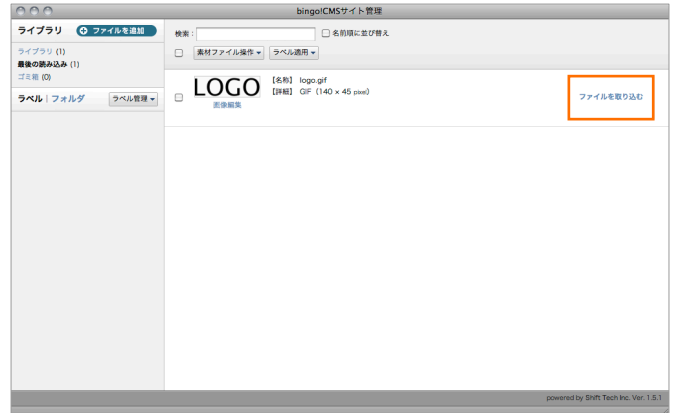 bingo!CMSサイト管理
ライブラリ ファイルを追加
ライブラリ (1)
最後の読み込み (1)
ゴミ箱 (0)
ラベル | フォルダ ラベル管理
検索: 名前順に並び替え
素材ファイル操作 ラベル適用
LOGO
画像編集
【名称】 logo.gif
【詳細】 GIF (140 × 45 pixel)
ファイルを取り込む
powered by Shift Tech Inc. Ver. 1.5.1